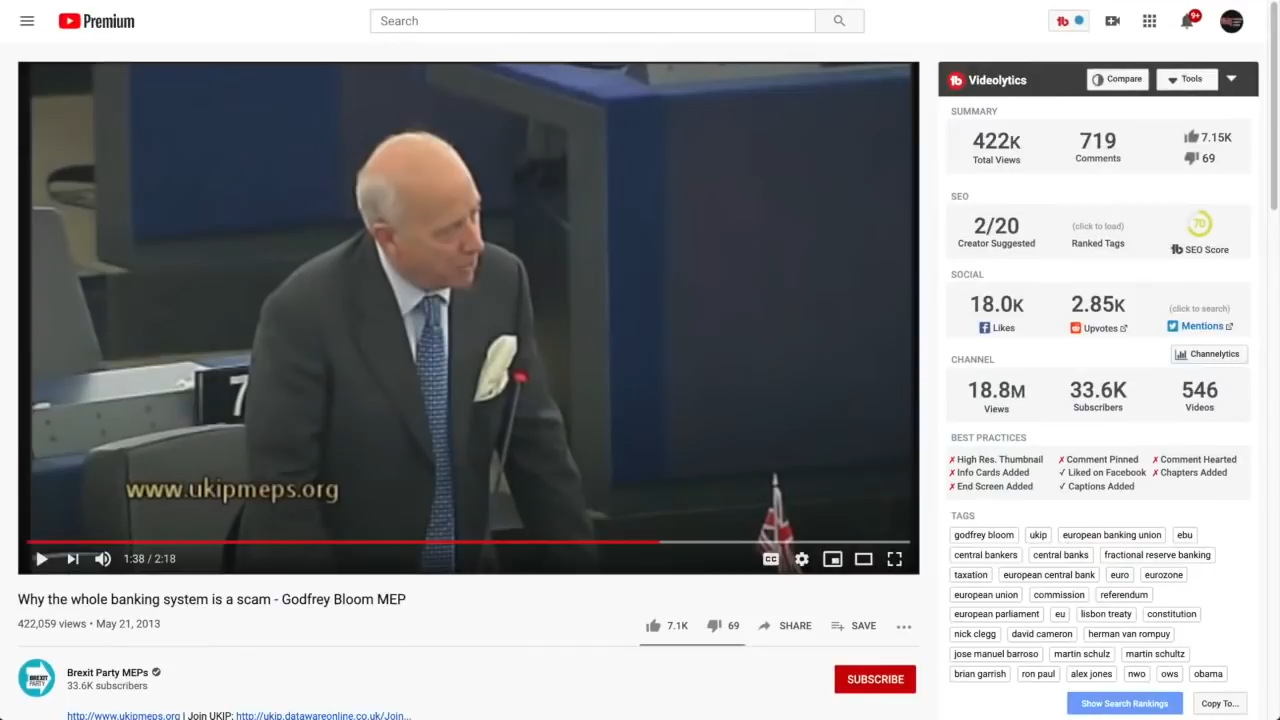 Premium
Search
tb
9+
www.ukipmeps.org
7
1:38 / 2:18
CC
Why the whole banking system is a scam - Godfrey Bloom MEP
422,059 views • May 21, 2013
7.1K
69
SHARE
SAVE
BREXIT PARTY
Brexit Party MEPs
33.6K subscribers
SUBSCRIBE
http://www.ukipmeps.org | Join UKIP: http://ukip.datawareonline.co.uk/Join...
tb Videolytics Compare Tools
SUMMARY
422K 719 7.15K
Total Views Comments 69
SEO
2/20 (click to load) 70
Creator Suggested Ranked Tags tb SEO Score
SOCIAL
18.0K 2.85K (click to search)
Likes Upvotes Mentions
CHANNEL Channelytics
18.8M 33.6K 546
Views Subscribers Videos
BEST PRACTICES
✗ High Res. Thumbnail ✗ Comment Pinned ✗ Comment Hearted
✗ Info Cards Added ✓ Liked on Facebook ✗ Chapters Added
✗ End Screen Added ✓ Captions Added
TAGS
godfrey bloom ukip european banking union ebu
central bankers central banks fractional reserve banking
taxation european central bank euro eurozone
european union commission referendum
european parliament eu lisbon treaty constitution
nick clegg david cameron herman van rompuy
jose manuel barroso martin schulz martin schultz
brian garrish ron paul alex jones nwo ows obama
Show Search Rankings Copy To...